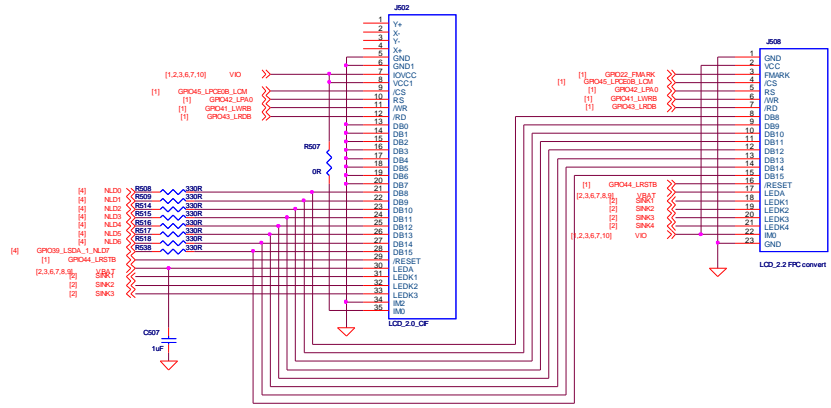 J502
1 Y+
2 X-
3 Y-
4 X+
5 GND
6 GND1
[1,2,3,6,7,10] VIO 7 IOVCC
8 VCC1
[1] GPIO45_LPCE0B_LCM 9 /CS
[1] GPIO42_LPA0 10 RS
[1] GPIO41_LWRB 11 /WR
[1] GPIO43_LRDB 12 /RD
13 DB0
14 DB1
15 DB2
16 DB3
17 DB4
18 DB5
19 DB6
20 DB7
R507
0R
[4] NLD0 R508 330R 21 DB8
[4] NLD1 R509 330R 22 DB9
[4] NLD2 R514 330R 23 DB10
[4] NLD3 R515 330R 24 DB11
[4] NLD4 R516 330R 25 DB12
[4] NLD5 R517 330R 26 DB13
[4] NLD6 R518 330R 27 DB14
[4] GPIO39_LSDA_1_NLD7 R538 330R 28 DB15
[1] GPIO44_LRSTB 29 /RESET
[2,3,6,7,8,9] VBAT 30 LEDA
[2] SINK1 31 LEDK1
[2] SINK2 32 LEDK2
[2] SINK3 33 LEDK3
34 IM2
35 IM0
LCD_2.0_CIF
C507
1uF
J508
1 GND
2 VCC
[1] GPIO22_FMARK 3 FMARK
[1] GPIO45_LPCE0B_LCM 4 /CS
[1] GPIO42_LPA0 5 RS
[1] GPIO41_LWRB 6 /WR
[1] GPIO43_LRDB 7 /RD
8 DB8
9 DB9
10 DB10
11 DB11
12 DB12
13 DB13
14 DB14
15 DB15
[1] GPIO44_LRSTB 16 /RESET
[2,3,6,7,8,9] VBAT 17 LEDA
[2] SINK1 18 LEDK1
[2] SINK2 19 LEDK2
[2] SINK3 20 LEDK3
[2] SINK4 21 LEDK4
[1,2,3,6,7,10] VIO 22 IM0
23 GND
LCD_2.2 FPC convert